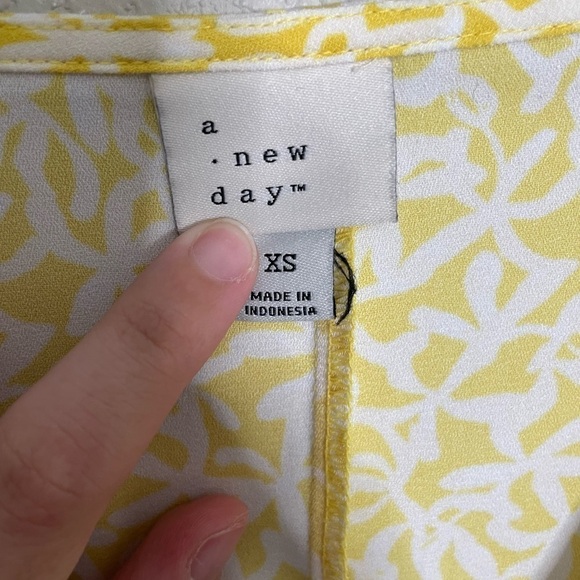 a
· new
day™
XS
MADE IN
INDONESIA